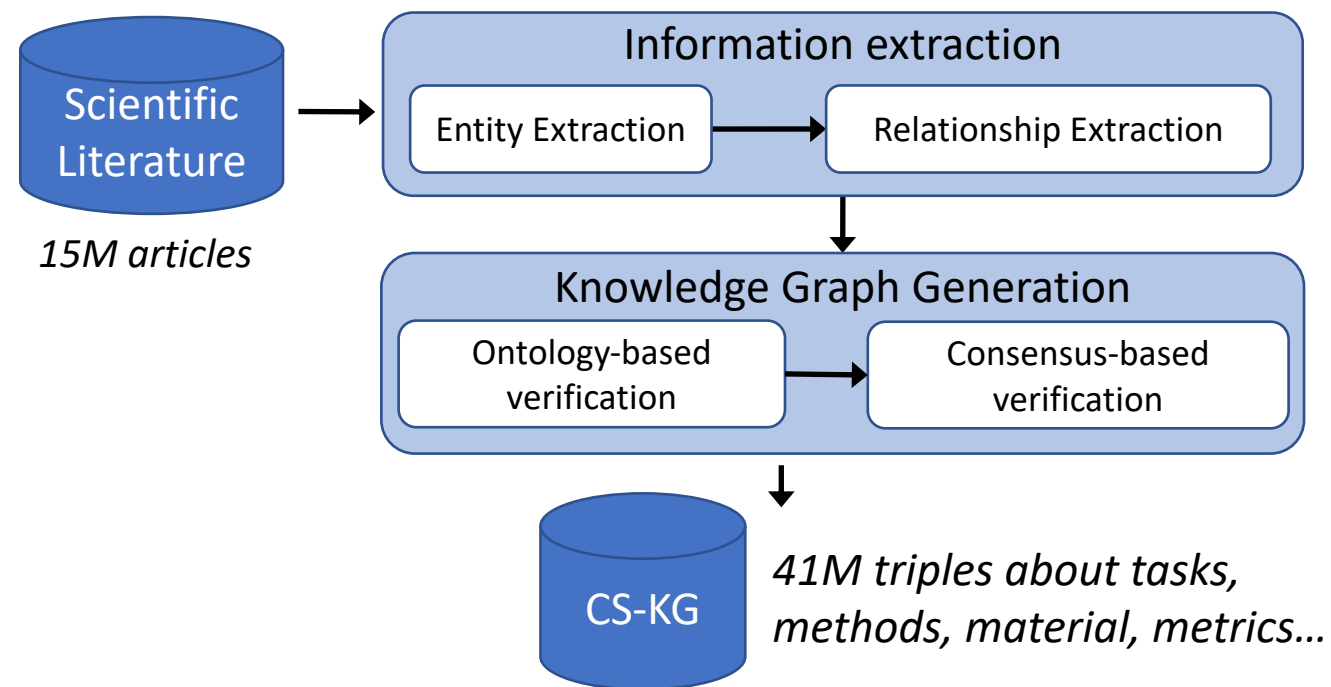 Scientific
Literature
15M articles
Information extraction
Entity Extraction
Relationship Extraction
Knowledge Graph Generation
Ontology-based
verification
Consensus-based
verification
CS-KG
41M triples about tasks,
methods, material, metrics...